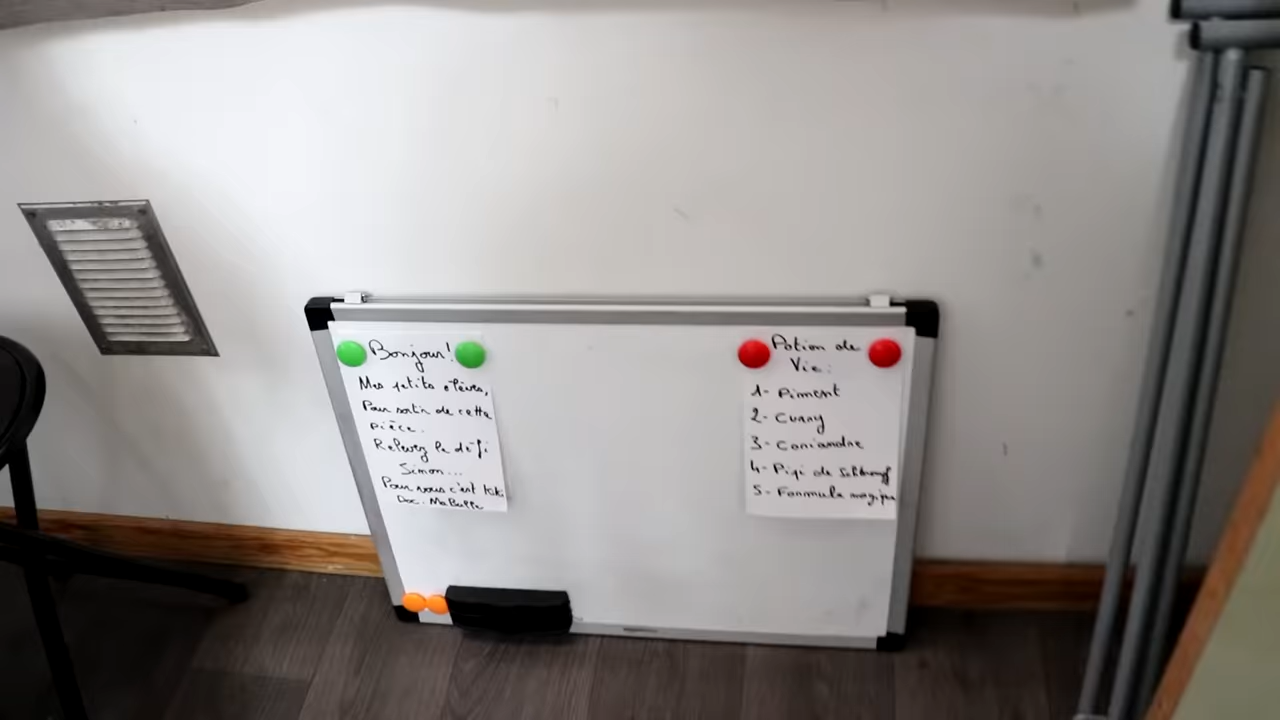 Bonjour!
Mes petits élèves,
Pour sortir de cette
pièce.
Relevez le défi
Simon...
Pour vous c'est
Doc. MaBulle
Potion de
Vie:
1- Piment
2- Curry
3- Coriandre
4- Pipi de Schtroumpf
5- Formule magique